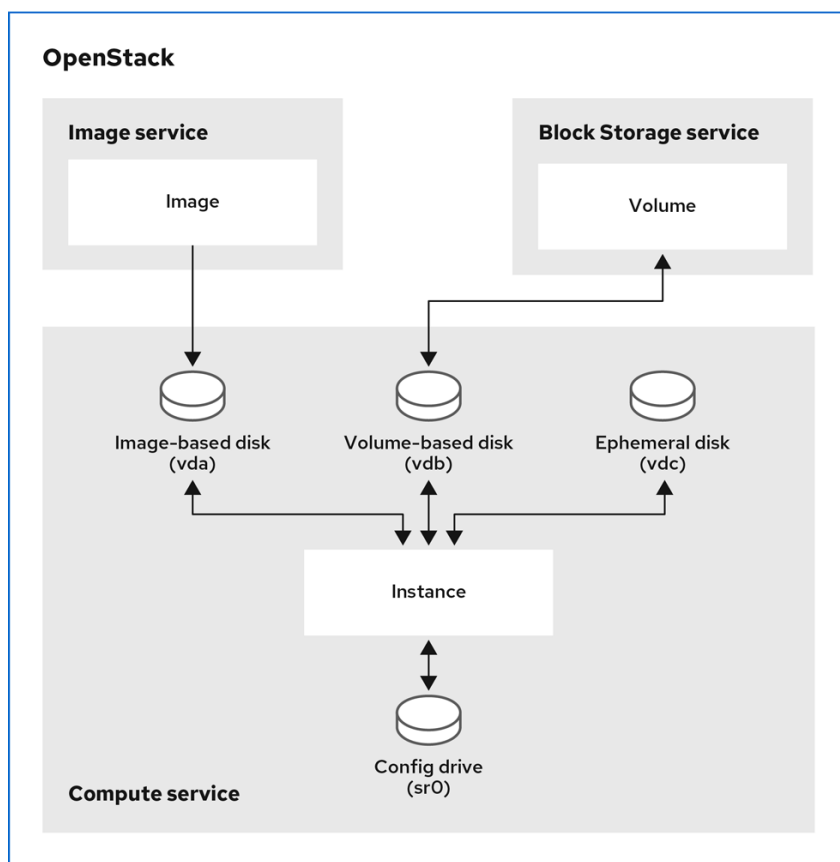 OpenStack
Image service
Image
Block Storage service
Volume
Image-based disk
(vda)
Volume-based disk
(vdb)
Ephemeral disk
(vdc)
Instance
Config drive
(sr0)
Compute service